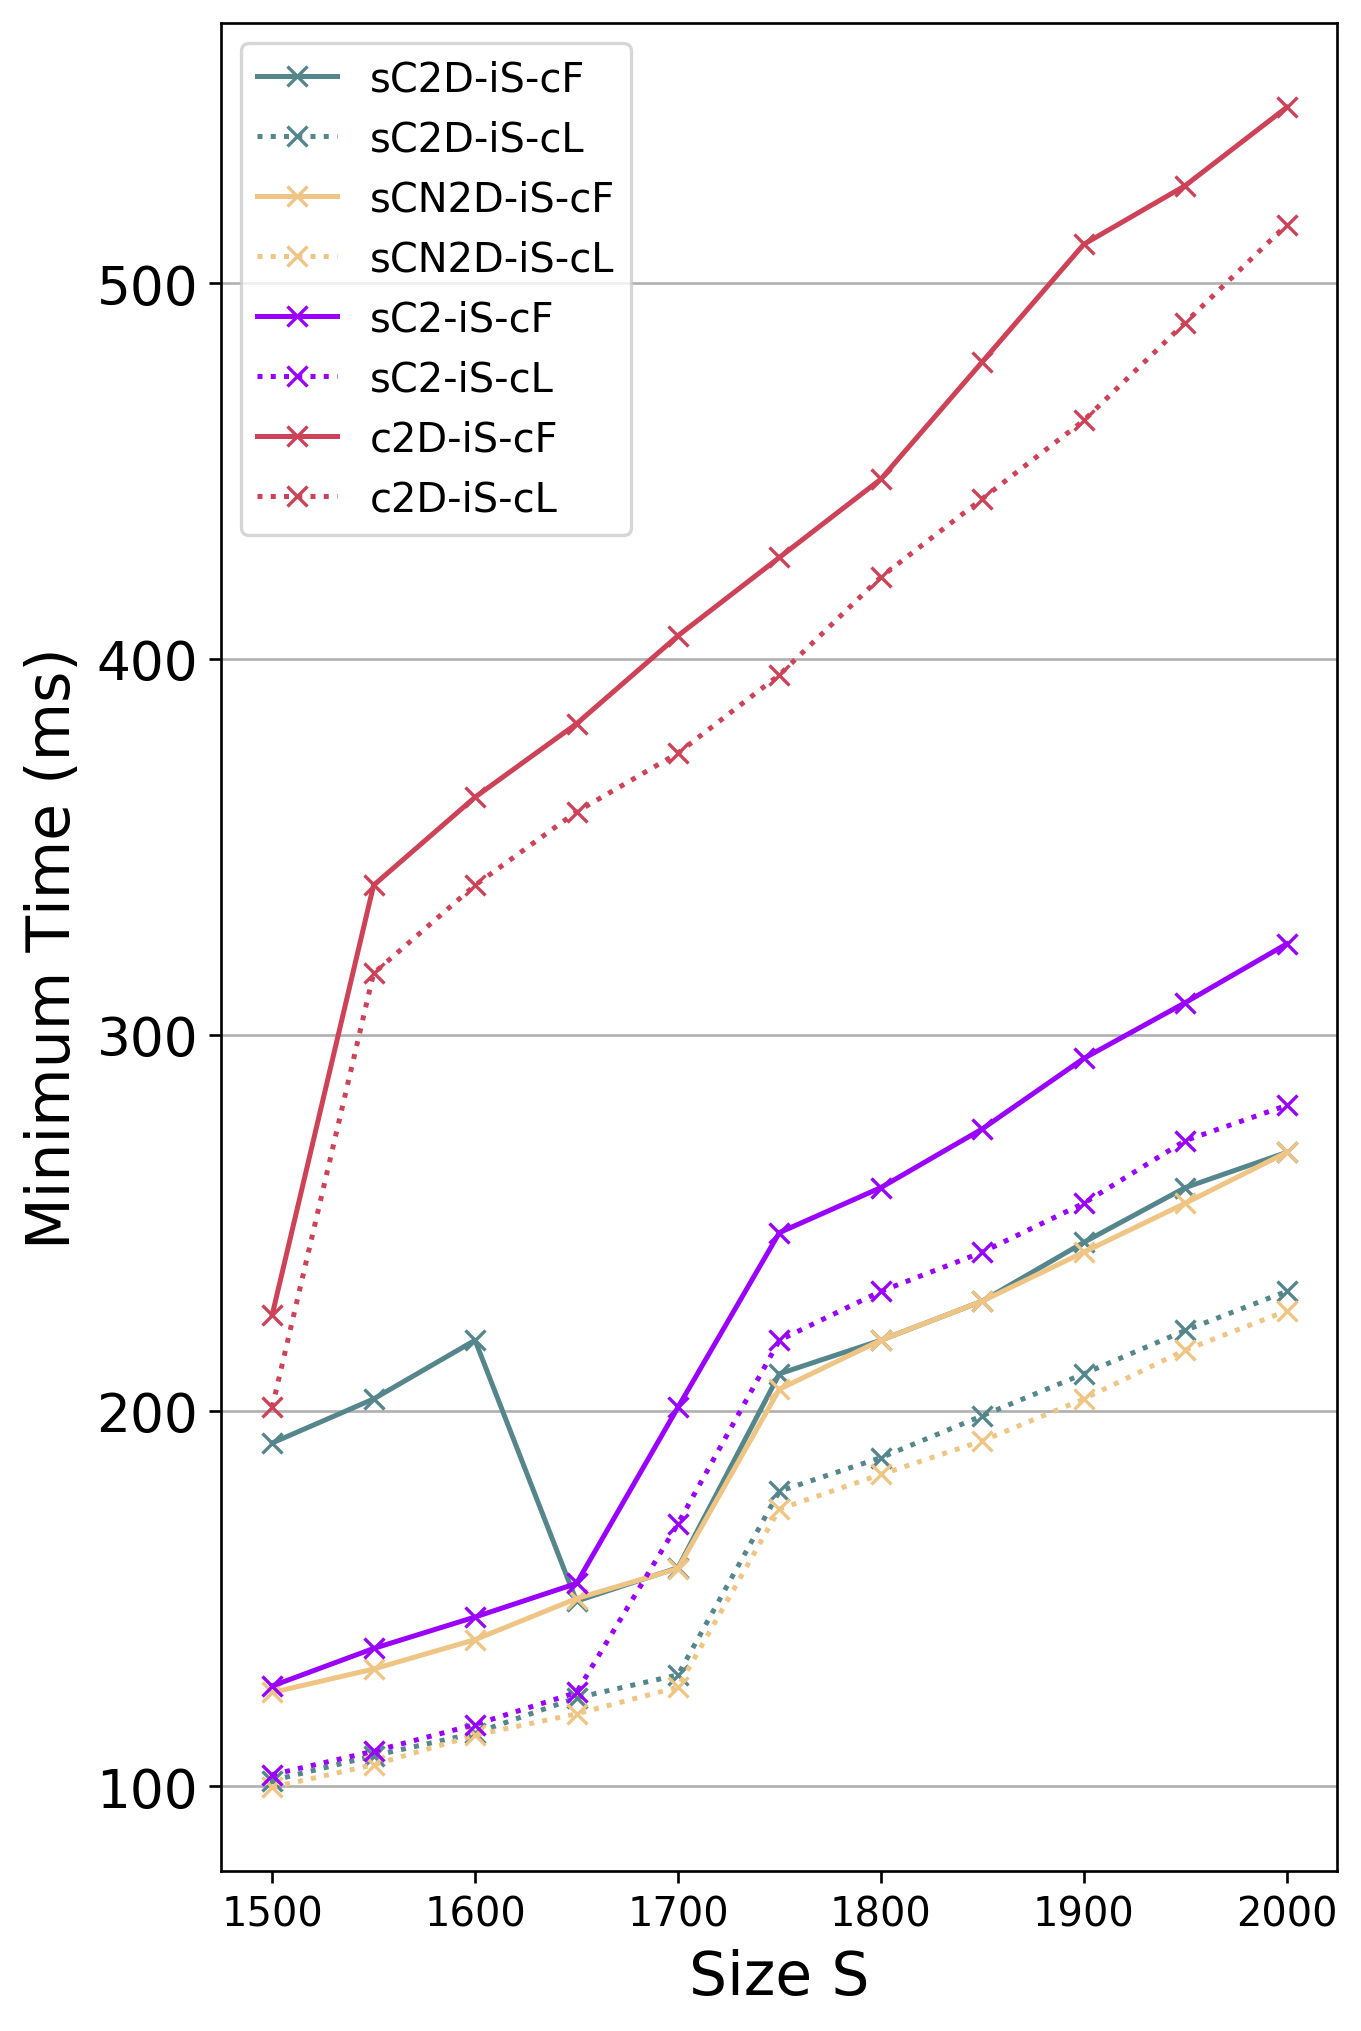 sC2D-iS-cF
sC2D-iS-cL
sCN2D-iS-cF
sCN2D-iS-cL
sC2-iS-cF
sC2-iS-cL
c2D-iS-cF
c2D-iS-cL
500
400
300
200
100
Minimum Time (ms)
1500 1600 1700 1800 1900 2000
Size S